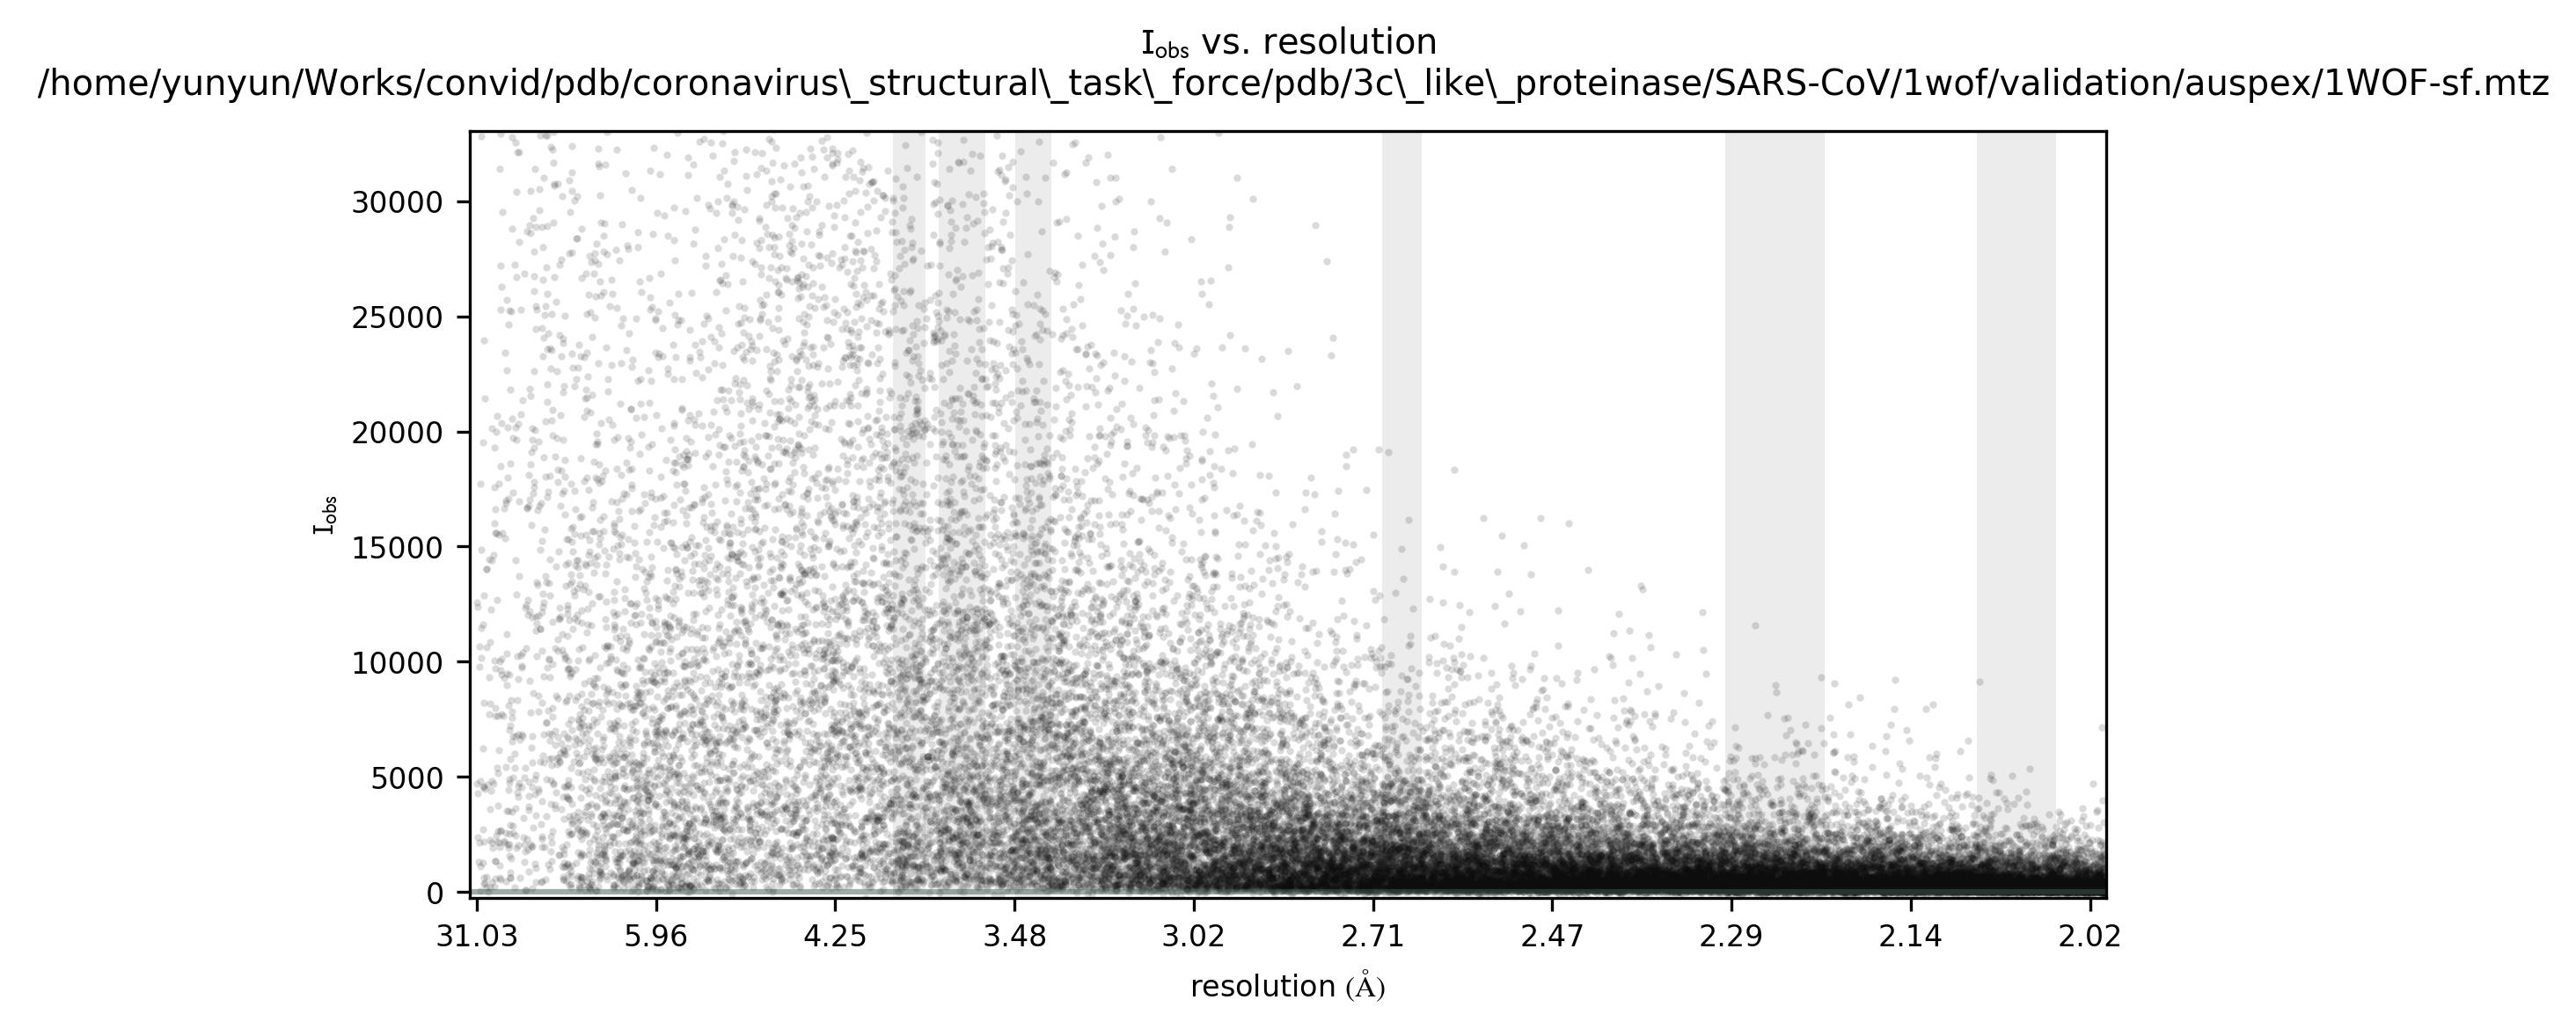 I_obs vs. resolution
/home/yunyun/Works/convid/pdb/coronavirus\_structural\_task\_force/pdb/3c\_like\_proteinase/SARS-CoV/1wof/validation/auspex/1WOF-sf.mtz
30000
25000
20000
15000
10000
5000
0
I_obs
31.03 5.96 4.25 3.48 3.02 2.71 2.47 2.29 2.14 2.02
resolution (Å)